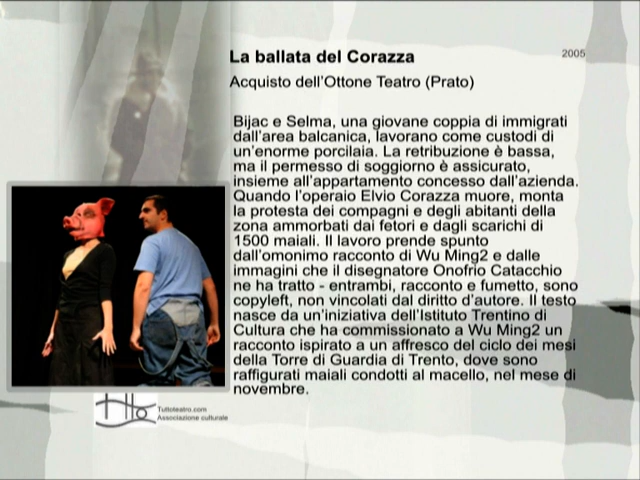 La ballata del Corazza
2005
Acquisto dell'Ottone Teatro (Prato)
Bijac e Selma, una giovane coppia di immigrati
dall'area balcanica, lavorano come custodi di
un'enorme porcilaia. La retribuzione è bassa,
ma il permesso di soggiorno è assicurato,
insieme all'appartamento concesso dall'azienda.
Quando l'operaio Elvio Corazza muore, monta
la protesta dei compagni e degli abitanti della
zona ammorbati dai fetori e dagli scarichi di
1500 maiali. Il lavoro prende spunto
dall'omonimo racconto di Wu Ming2 e dalle
immagini che il disegnatore Onofrio Catacchio
ne ha tratto - entrambi, racconto e fumetto, sono
copyleft, non vincolati dal diritto d'autore. Il testo
nasce da un'iniziativa dell'Istituto Trentino di
Cultura che ha commissionato a Wu Ming2 un
racconto ispirato a un affresco del ciclo dei mesi
della Torre di Guardia di Trento, dove sono
raffigurati maiali condotti al macello, nel mese di
novembre.
Tuttoteatro.com
Associazione culturale